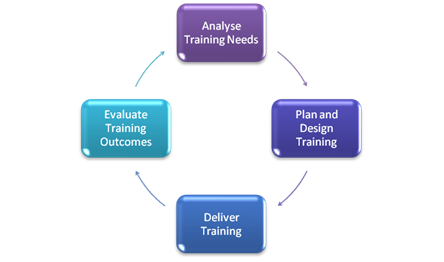 Analyse
Training Needs
Plan and
Design
Training
Deliver
Training
Evaluate
Training
Outcomes